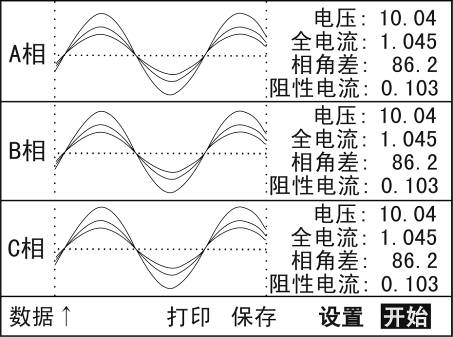 电压: 10.04
全电流: 1.045
A相
相角差: 86.2
阻性电流: 0.103
电压: 10.04
全电流: 1.045
B相
相角差: 86.2
阻性电流: 0.103
电压: 10.04
全电流: 1.045
C相
相角差: 86.2
阻性电流: 0.103
数据↑ 打印 保存 设置 开始